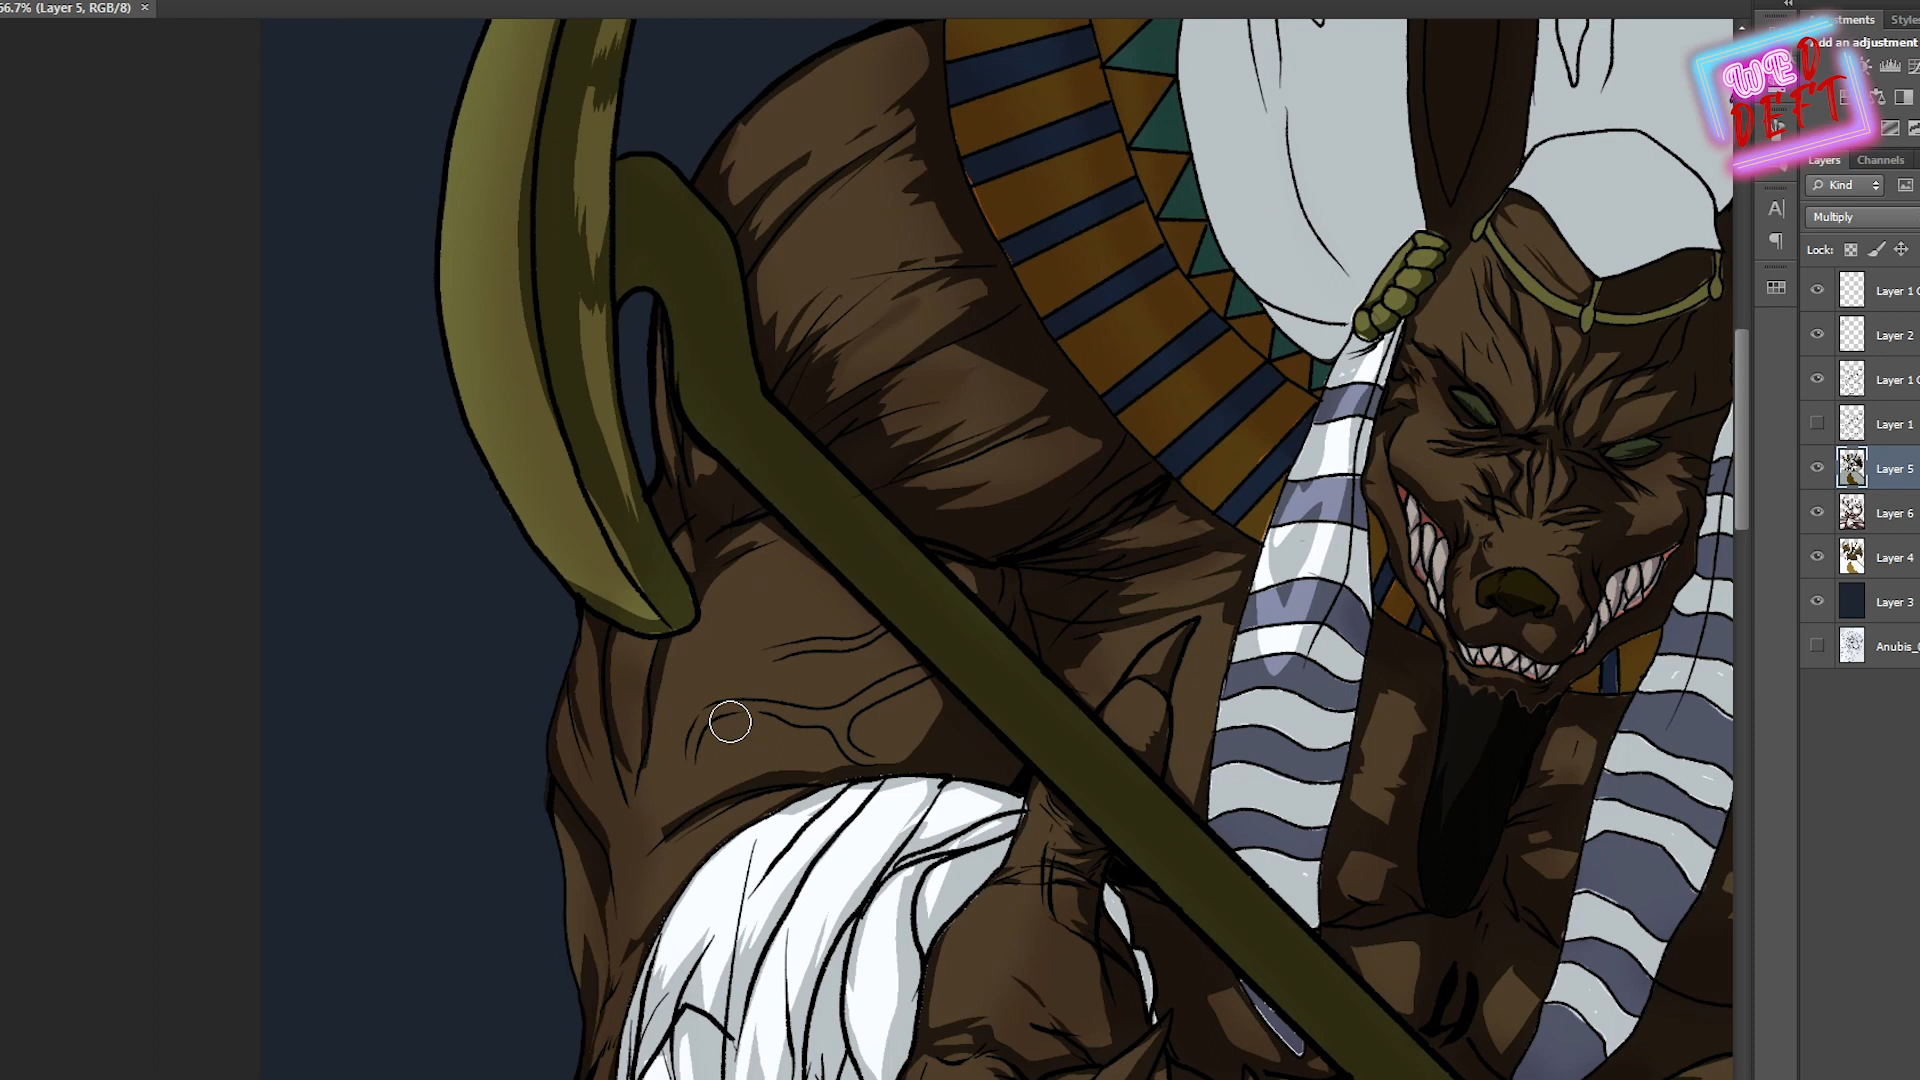 56.7% (Layer 5, RGB/8) ×
Adjustments Styles
Add an adjustment
WED
DEFT
Layers Channels
Kind
Multiply
Lock:
Layer 1 C
Layer 2
Layer 1 C
Layer 1
Layer 5
Layer 6
Layer 4
Layer 3
Anubis_